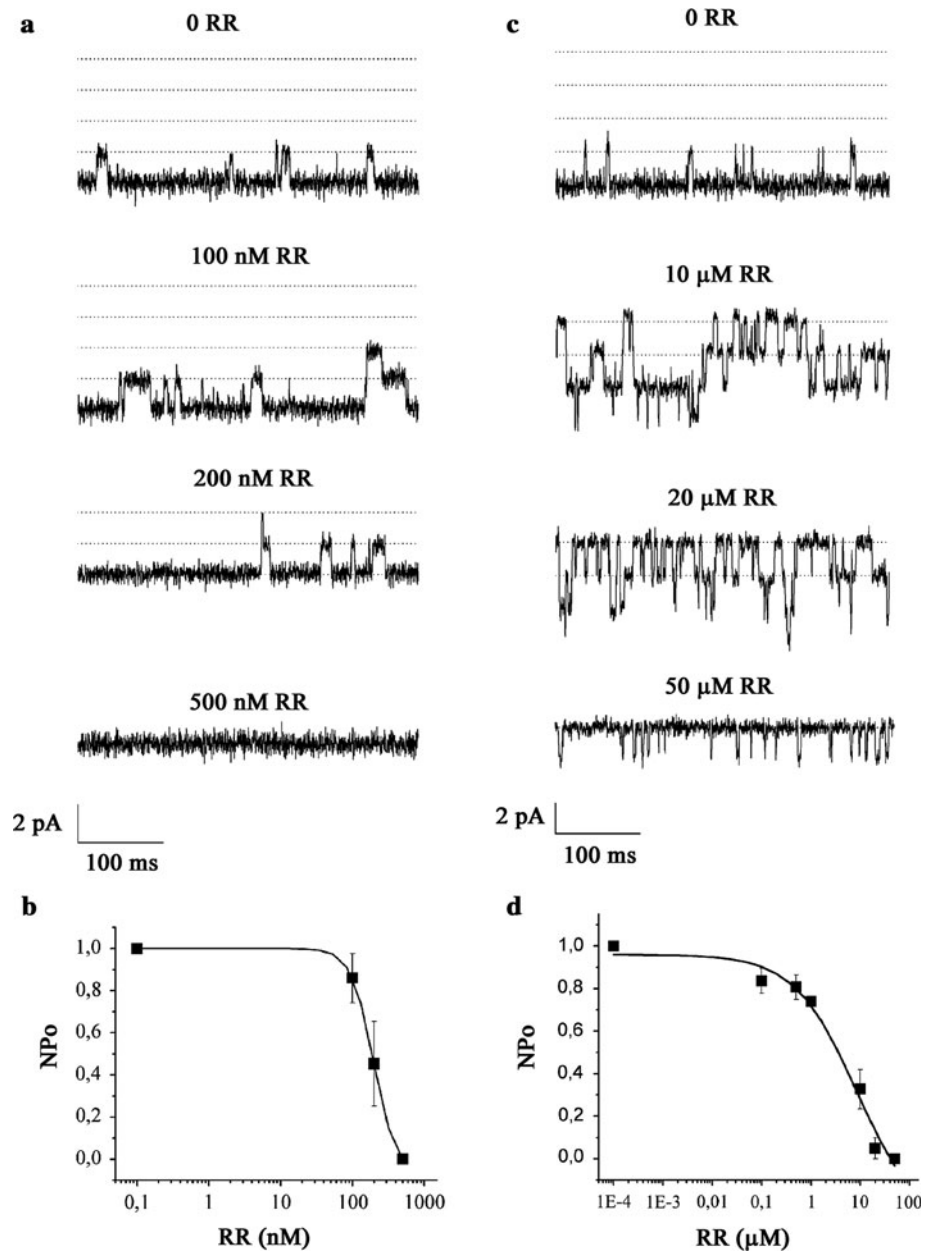 a
0 RR
100 nM RR
200 nM RR
500 nM RR
2 pA
100 ms
b
1,0
0,8
0,6
0,4
0,2
0,0
NPo
0,1
1
10
100
1000
RR (nM)
c
0 RR
10 μM RR
20 μM RR
50 μM RR
2 pA
100 ms
d
1,0
0,8
0,6
0,4
0,2
0,0
NPo
1E-4
1E-3
0,01
0,1
1
10
100
RR (μM)